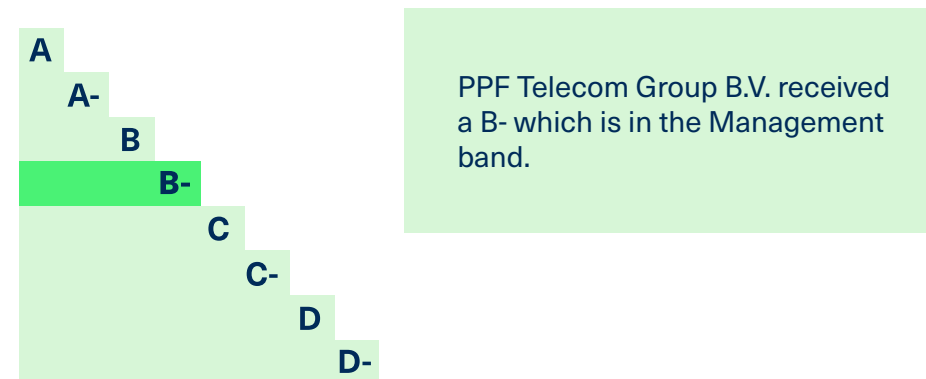 A
A-
B
B-
C
C-
D
D-
PPF Telecom Group B.V. received
a B- which is in the Management
band.